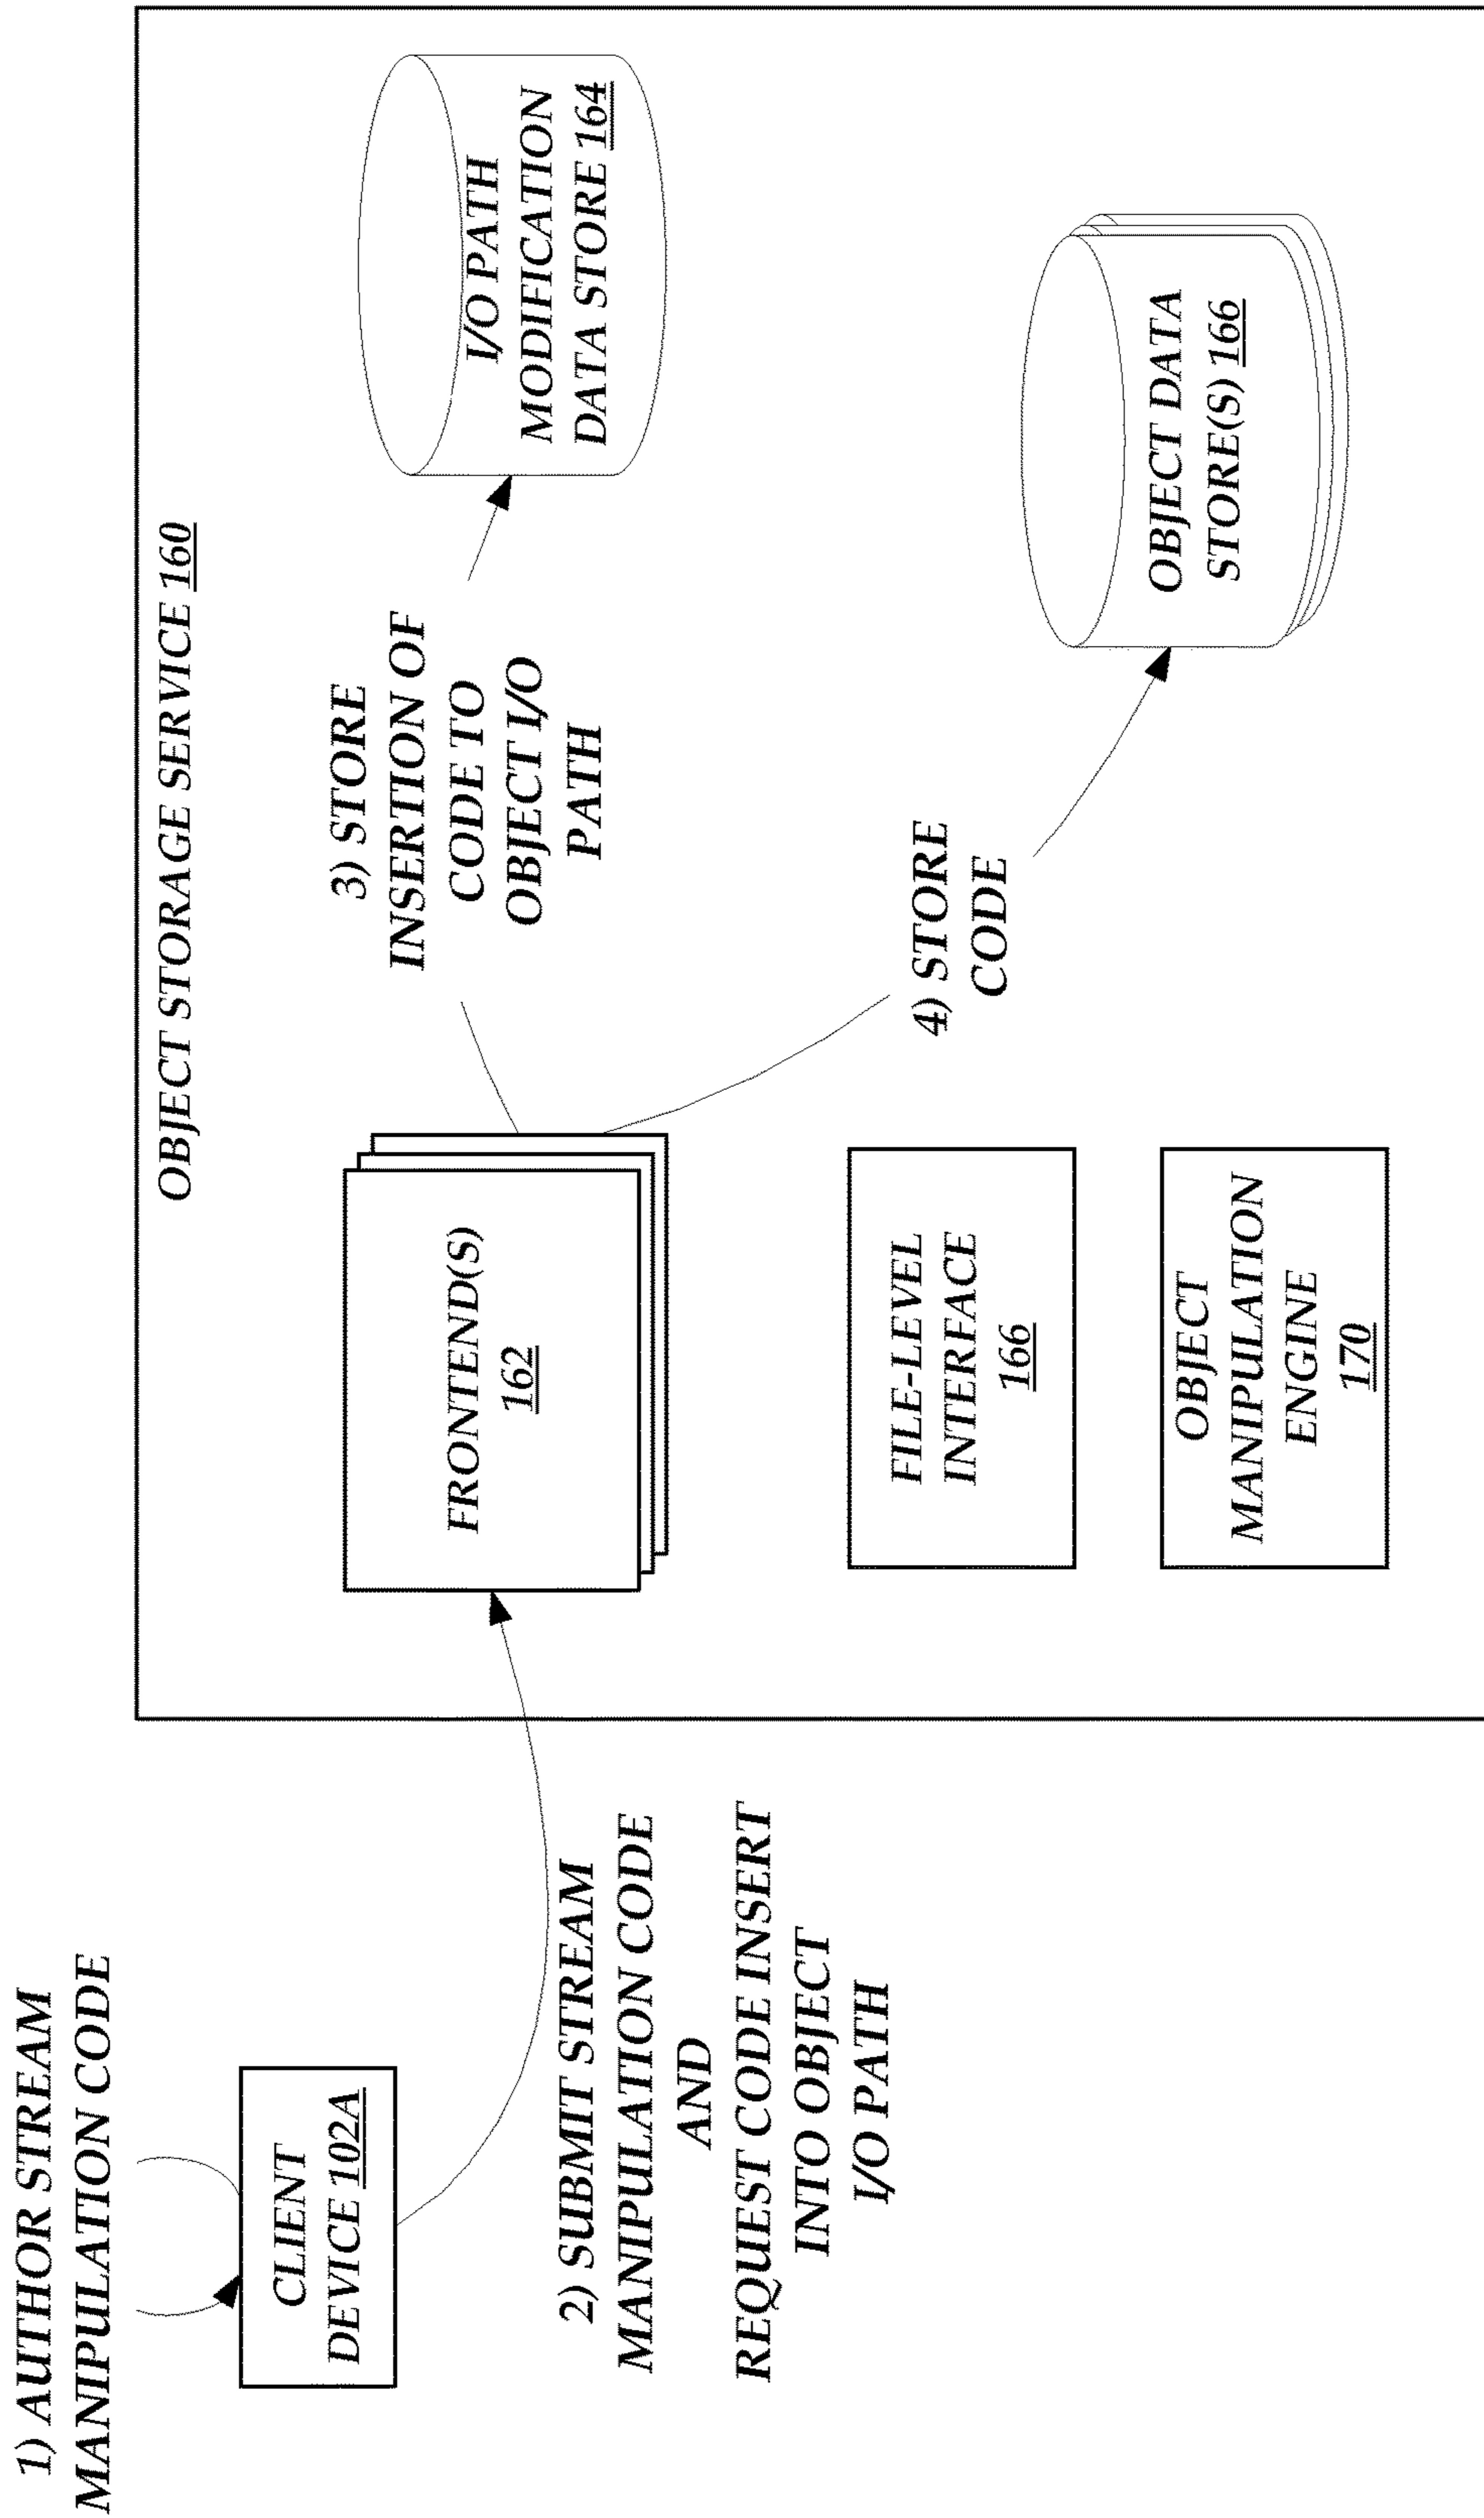 1) AUTHOR STREAM
MANIPULATION CODE
CLIENT
DEVICE 102A
2) SUBMIT STREAM
MANIPULATION CODE
AND
REQUEST CODE INSERT
INTO OBJECT
I/O PATH
OBJECT STORAGE SERVICE 160
FRONTEND(S)
162
FILE-LEVEL
INTERFACE
166
OBJECT
MANIPULATION
ENGINE
170
3) STORE
INSERTION OF
CODE TO
OBJECT I/O
PATH
4) STORE
CODE
I/O PATH
MODIFICATION
DATA STORE 164
OBJECT DATA
STORE(S) 166